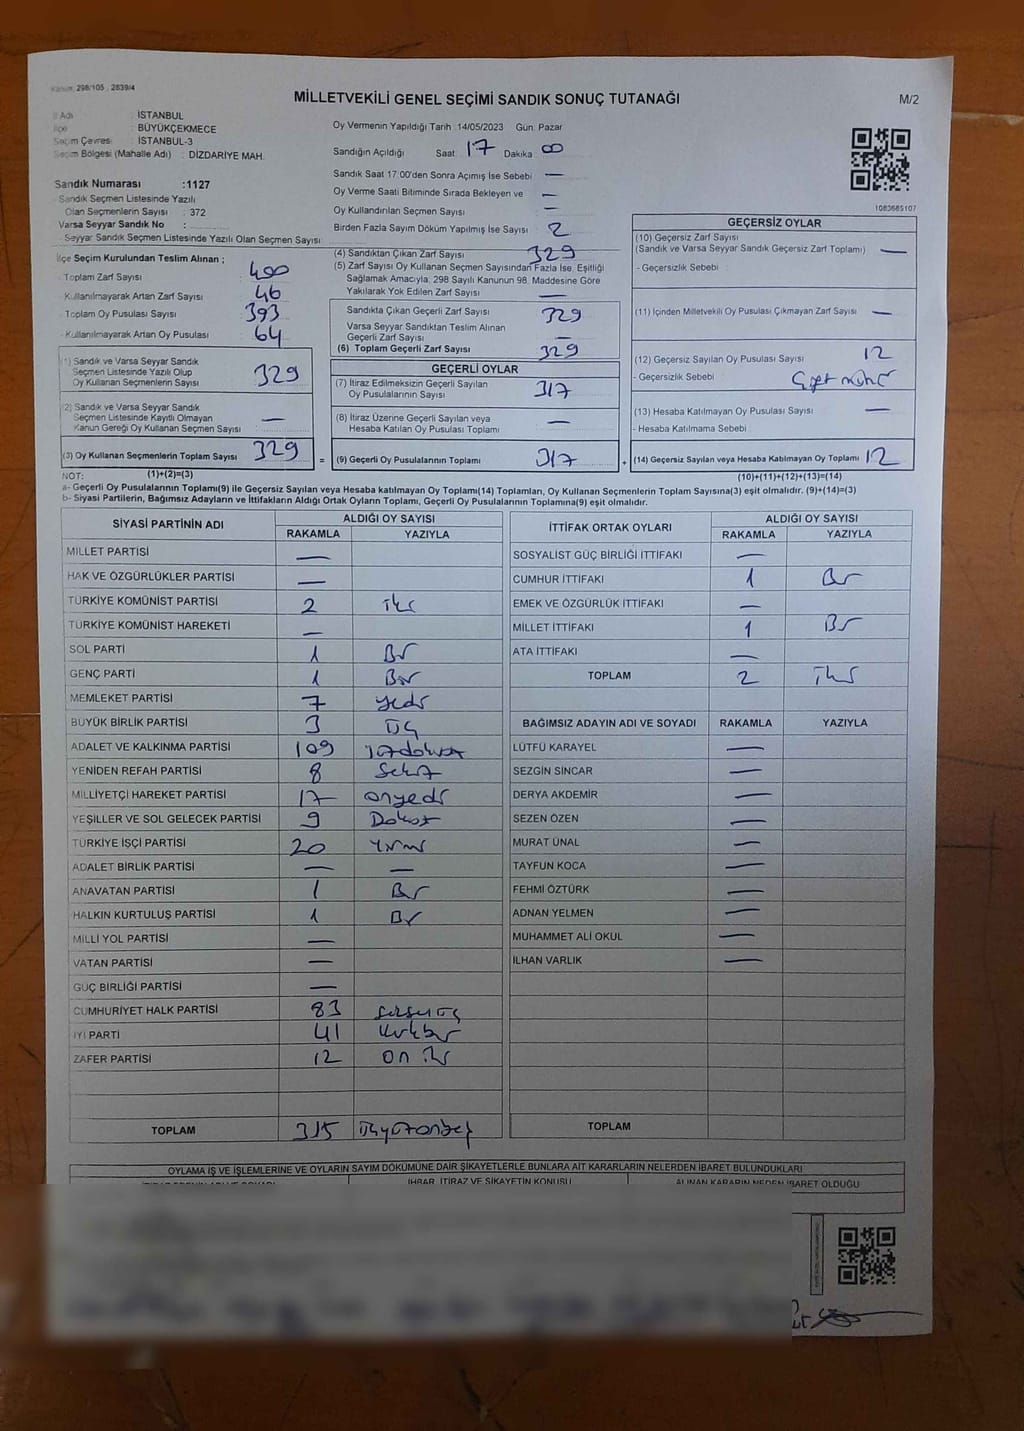 Kanun: 298/105, 2839/4
MİLLETVEKİLİ GENEL SEÇİMİ SANDIK SONUÇ TUTANAĞI
M/2
İl Adı : İSTANBUL
İlçe : BÜYÜKÇEKMECE
Seçim Çevresi : İSTANBUL-3
Seçim Bölgesi (Mahalle Adı) : DİZDARİYE MAH.
Sandık Numarası :1127
Sandık Seçmen Listesinde Yazılı
Olan Seçmenlerin Sayısı : 372
Varsa Seyyar Sandık No :
Seyyar Sandık Seçmen Listesinde Yazılı Olan Seçmen Sayısı
İlçe Seçim Kurulundan Teslim Alınan ;
Toplam Zarf Sayısı : 400
Kullanılmayarak Artan Zarf Sayısı : 46
Toplam Oy Pusulası Sayısı : 393
Kullanılmayarak Artan Oy Pusulası : 64
(1) Sandık ve Varsa Seyyar Sandık
Seçmen Listesinde Yazılı Olup
Oy Kullanan Seçmenlerin Sayısı : 329
(2) Sandık ve Varsa Seyyar Sandık
Seçmen Listesinde Kayıtlı Olmayan
Kanun Gereği Oy Kullanan Seçmen Sayısı : —
(3) Oy Kullanan Seçmenlerin Toplam Sayısı 329
(1)+(2)=(3)
Oy Vermenin Yapıldığı Tarih :14/05/2023 Gün: Pazar
Sandığın Açıldığı Saat: 17 Dakika 00
Sandık Saat 17:00'den Sonra Açımış İse Sebebi : —
Oy Verme Saati Bitiminde Sırada Bekleyen ve : —
Oy Kullandırılan Seçmen Sayısı : —
Birden Fazla Sayım Döküm Yapılmış İse Sayısı : 2
(4) Sandıktan Çıkan Zarf Sayısı : 329
(5) Zarf Sayısı Oy Kullanan Seçmen Sayısından Fazla İse, Eşitliği
Sağlamak Amacıyla; 298 Sayılı Kanunun 98. Maddesine Göre
Yakılarak Yok Edilen Zarf Sayısı : —
Sandıkta Çıkan Geçerli Zarf Sayısı : 329
Varsa Seyyar Sandıktan Teslim Alınan
Geçerli Zarf Sayısı : —
(6) Toplam Geçerli Zarf Sayısı : 329
GEÇERLİ OYLAR
(7) İtiraz Edilmeksizin Geçerli Sayılan
Oy Pusulalarının Sayısı : 317
(8) İtiraz Üzerine Geçerli Sayılan veya
Hesaba Katılan Oy Pusulası Toplamı : —
= (9) Geçerli Oy Pusulalarının Toplamı : 317 +
1083685107
GEÇERSİZ OYLAR
(10) Geçersiz Zarf Sayısı
(Sandık ve Varsa Seyyar Sandık Geçersiz Zarf Toplamı) : —
- Geçersizlik Sebebi :
(11) İçinden Milletvekili Oy Pusulası Çıkmayan Zarf Sayısı : —
(12) Geçersiz Sayılan Oy Pusulası Sayısı : 12
- Geçersizlik Sebebi : Çift mühür
(13) Hesaba Katılmayan Oy Pusulası Sayısı : —
- Hesaba Katılmama Sebebi :
(14) Geçersiz Sayılan veya Hesaba Katılmayan Oy Toplamı : 12
(10)+(11)+(12)+(13)=(14)
NOT:
a- Geçerli Oy Pusulalarının Toplamı(9) ile Geçersiz Sayılan veya Hesaba katılmayan Oy Toplamı(14) Toplamları, Oy Kullanan Seçmenlerin Toplam Sayısına(3) eşit olmalıdır. (9)+(14)=(3)
b- Siyasi Partilerin, Bağımsız Adayların ve İttifakların Aldığı Ortak Oyların Toplamı, Geçerli Oy Pusulalarının Toplamına(9) eşit olmalıdır.
SİYASİ PARTİNİN ADI ALDIĞI OY SAYISI
RAKAMLA YAZIYLA
MİLLET PARTİSİ —
HAK VE ÖZGÜRLÜKLER PARTİSİ —
TÜRKİYE KOMÜNİST PARTİSİ 2 iki
TÜRKİYE KOMÜNİST HAREKETİ —
SOL PARTİ 1 Bir
GENÇ PARTİ 1 Bir
MEMLEKET PARTİSİ 7 yedi
BÜYÜK BİRLİK PARTİSİ 3 Üç
ADALET VE KALKINMA PARTİSİ 109 yüzdokuz
YENİDEN REFAH PARTİSİ 8 Sekiz
MİLLİYETÇİ HAREKET PARTİSİ 17 onyedi
YEŞİLLER VE SOL GELECEK PARTİSİ 9 Dokuz
TÜRKİYE İŞÇİ PARTİSİ 20 yirmi
ADALET BİRLİK PARTİSİ — —
ANAVATAN PARTİSİ 1 Bir
HALKIN KURTULUŞ PARTİSİ 1 Bir
MİLLİ YOL PARTİSİ —
VATAN PARTİSİ —
GÜÇ BİRLİĞİ PARTİSİ —
CUMHURİYET HALK PARTİSİ 83 seksenüç
İYİ PARTİ 41 Kırkbir
ZAFER PARTİSİ 12 on iki
TOPLAM 315 Üçyüzonbeş
İTTİFAK ORTAK OYLARI ALDIĞI OY SAYISI
RAKAMLA YAZIYLA
SOSYALİST GÜÇ BİRLİĞİ İTTİFAKI —
CUMHUR İTTİFAKI 1 Bir
EMEK VE ÖZGÜRLÜK İTTİFAKI —
MİLLET İTTİFAKI 1 Bir
ATA İTTİFAKI —
TOPLAM 2 İki
BAĞIMSIZ ADAYIN ADI VE SOYADI RAKAMLA YAZIYLA
LÜTFÜ KARAYEL —
SEZGİN SİNCAR —
DERYA AKDEMİR —
SEZEN ÖZEN —
MURAT ÜNAL —
TAYFUN KOCA —
FEHMİ ÖZTÜRK —
ADNAN YELMEN —
MUHAMMET ALİ OKUL —
İLHAN VARLIK —
TOPLAM
OYLAMA İŞ VE İŞLEMLERİNE VE OYLARIN SAYIM DÖKÜMÜNE DAİR ŞİKAYETLERLE BUNLARA AİT KARARLARIN NELERDEN İBARET BULUNDUKLARI
İHBAR, İTİRAZ VE ŞİKAYETİN KONUSU ALINAN KARARIN NEDEN İBARET OLDUĞU